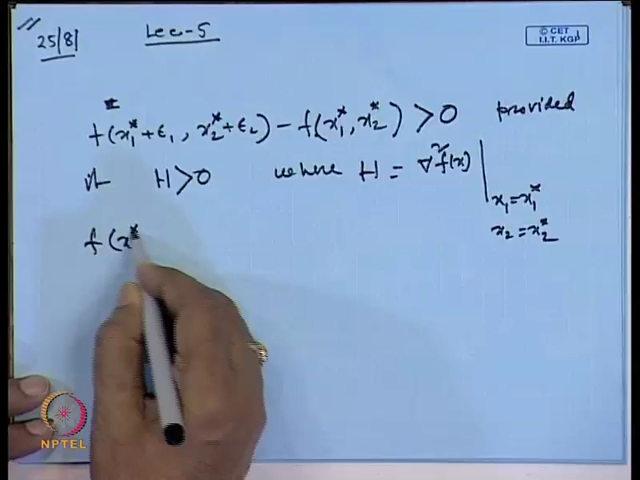 25/8/
Lec-5
© CET
I.I.T. KGP
f(x₁* + ε₁, x₂* + ε₂) - f(x₁*, x₂*) > 0 provided
if H > 0 where H = ∇²f(x) |
x₁ = x₁*
x₂ = x₂*
f(x*
NPTEL